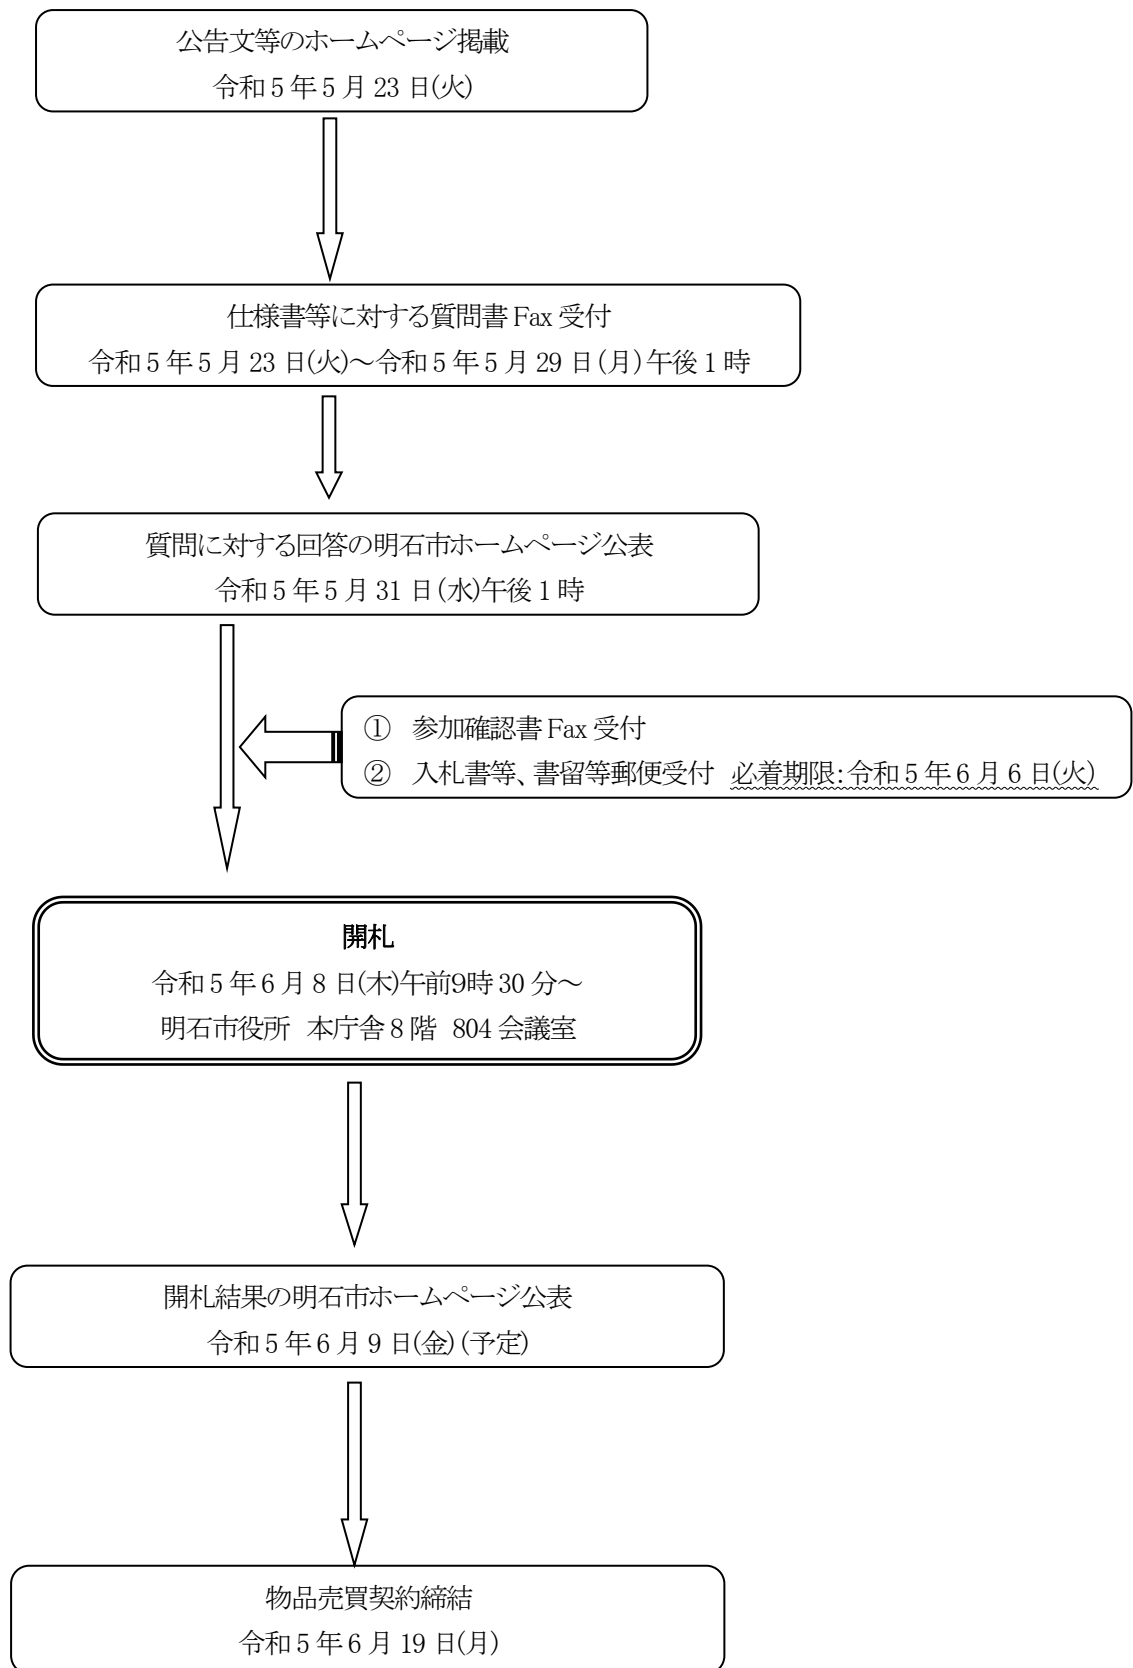 公告文等のホームページ掲載
令和5年5月23日(火)
仕様書等に対する質問書Fax受付
令和5年5月23日(火)～令和5年5月29日(月)午後1時
質問に対する回答の明石市ホームページ公表
令和5年5月31日(水)午後1時
① 参加確認書Fax受付
② 入札書等、書留等郵便受付 必着期限:令和5年6月6日(火)
開札
令和5年6月8日(木)午前9時30分～
明石市役所 本庁舎8階 804会議室
開札結果の明石市ホームページ公表
令和5年6月9日(金)(予定)
物品売買契約締結
令和5年6月19日(月)